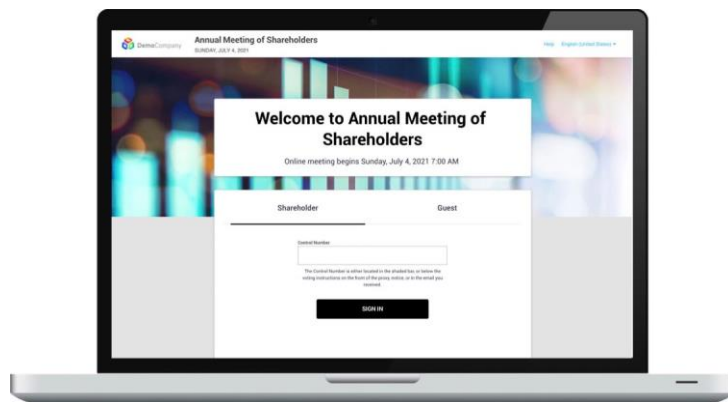 DemoCompany
Annual Meeting of Shareholders
SUNDAY, JULY 4, 2021
Help
English (United States)
Welcome to Annual Meeting of
Shareholders
Online meeting begins Sunday, July 4, 2021 7:00 AM
Shareholder
Guest
Control Number
The Control Number is either located in the shaded bar, or below the
voting instructions on the front of the proxy, notice, or in the email you
received.
SIGN IN